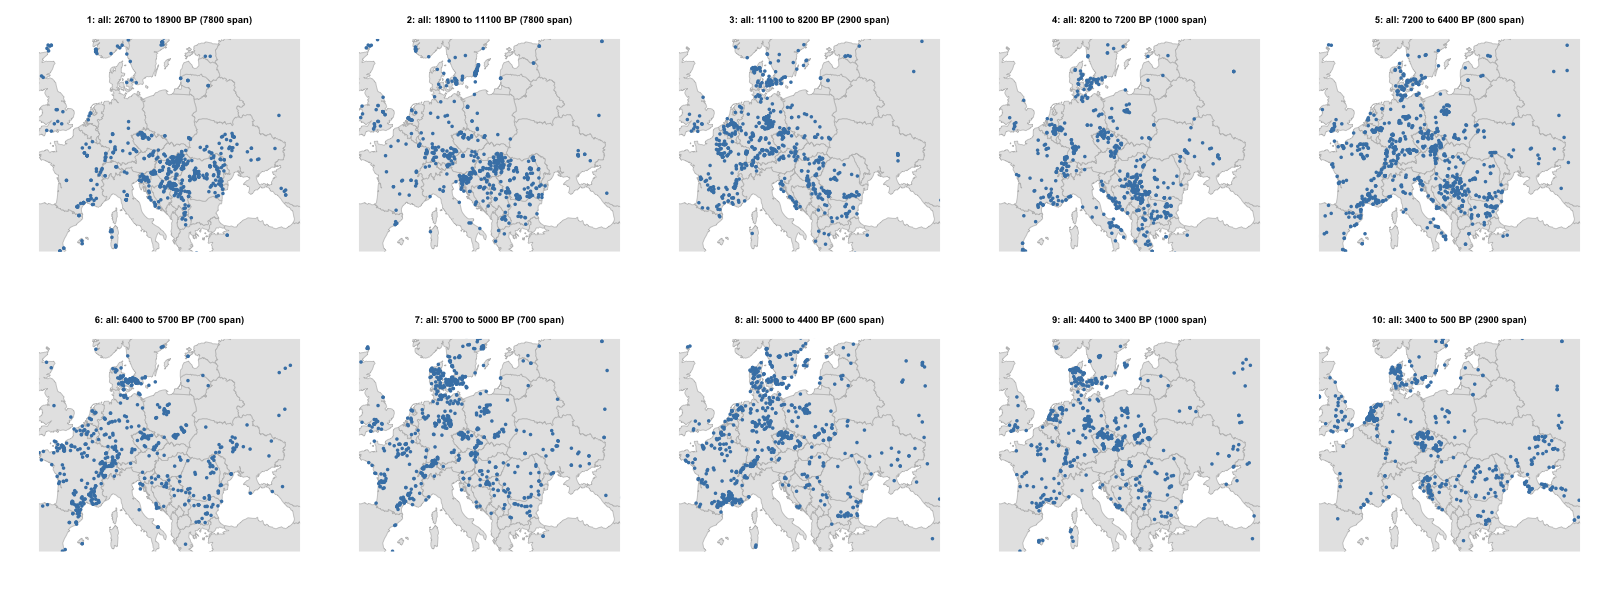 1: all: 26700 to 18900 BP (7800 span)
2: all: 18900 to 11100 BP (7800 span)
3: all: 11100 to 8200 BP (2900 span)
4: all: 8200 to 7200 BP (1000 span)
5: all: 7200 to 6400 BP (800 span)
6: all: 6400 to 5700 BP (700 span)
7: all: 5700 to 5000 BP (700 span)
8: all: 5000 to 4400 BP (600 span)
9: all: 4400 to 3400 BP (1000 span)
10: all: 3400 to 500 BP (2900 span)